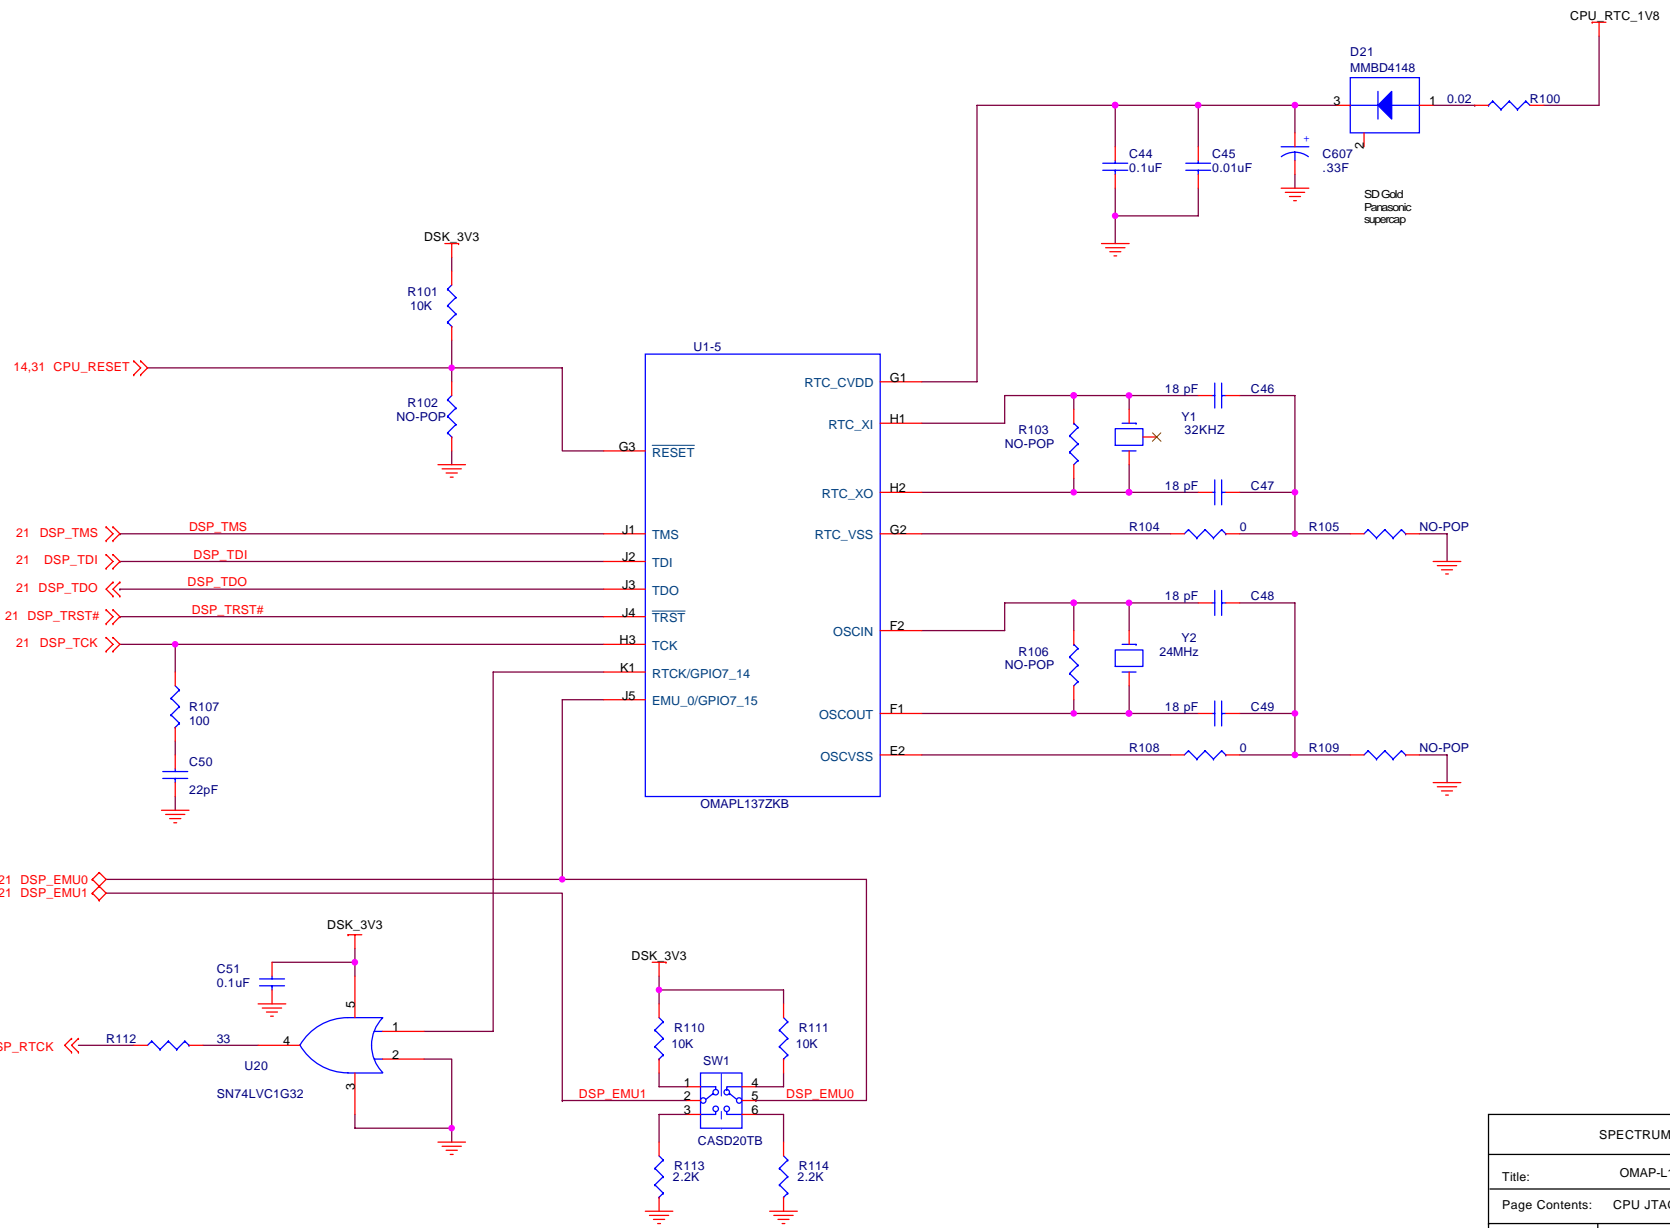 CPU_RTC_1V8
D21
MMBD4148
3
1
0.02
R100
2
C44
0.1uF
C45
0.01uF
+
C607
.33F
SD Gold
Panasonic
supercap
DSK_3V3
R101
10K
14,31 CPU_RESET
R102
NO-POP
U1-5
RTC_CVDD
G1
RTC_XI
H1
RTC_XO
H2
RTC_VSS
G2
OSCIN
F2
OSCOUT
F1
OSCVSS
E2
G3
RESET
J1
TMS
J2
TDI
J3
TDO
J4
TRST
H3
TCK
K1
RTCK/GPIO7_14
J5
EMU_0/GPIO7_15
OMAPL137ZKB
18 pF
C46
R103
NO-POP
Y1
32KHZ
18 pF
C47
R104
0
R105
NO-POP
18 pF
C48
R106
NO-POP
Y2
24MHz
18 pF
C49
R108
0
R109
NO-POP
21 DSP_TMS
DSP_TMS
21 DSP_TDI
DSP_TDI
21 DSP_TDO
DSP_TDO
21 DSP_TRST#
DSP_TRST#
21 DSP_TCK
R107
100
C50
22pF
21 DSP_EMU0
21 DSP_EMU1
DSK_3V3
C51
0.1uF
5
1
2
3
4
SP_RTCK
R112
33
U20
SN74LVC1G32
DSK_3V3
R110
10K
R111
10K
SW1
1
2
3
4
5
6
DSP_EMU1
DSP_EMU0
CASD20TB
R113
2.2K
R114
2.2K
SPECTRUM
Title:
OMAP-L1
Page Contents:
CPU JTAG